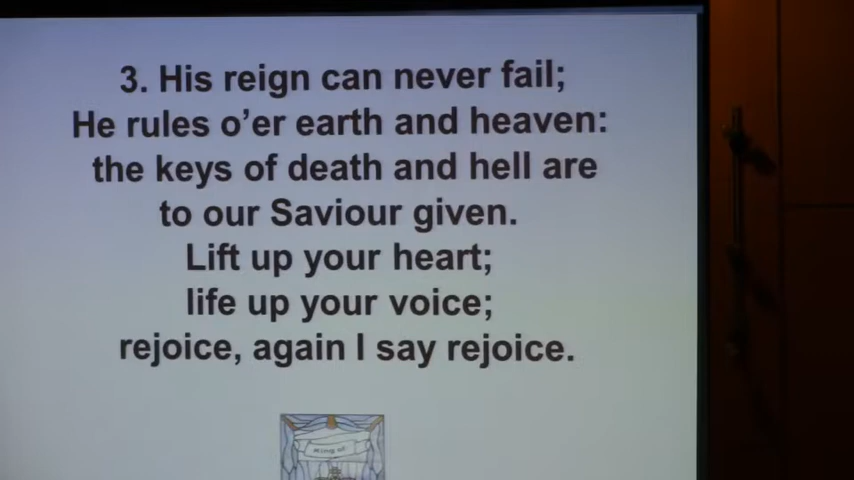 3. His reign can never fail;
He rules o'er earth and heaven:
the keys of death and hell are
to our Saviour given.
Lift up your heart;
life up your voice;
rejoice, again I say rejoice.